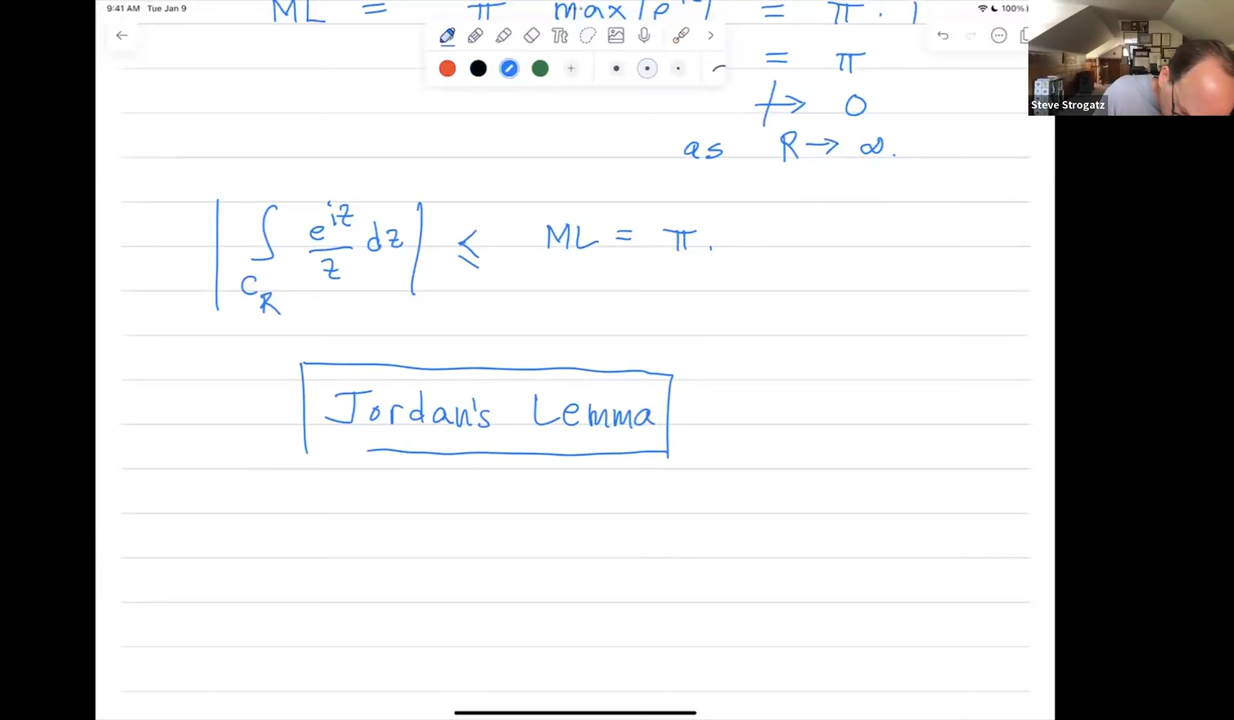 9:41 AM Tue Jan 9
100%
ML = π max |e^{iz}| = π · 1
= π
↛ 0
as R → ∞.
Steve Strogatz
Tt
| ∫_{C_R} e^{iz}/z dz | ≤ ML = π.
Jordan's Lemma